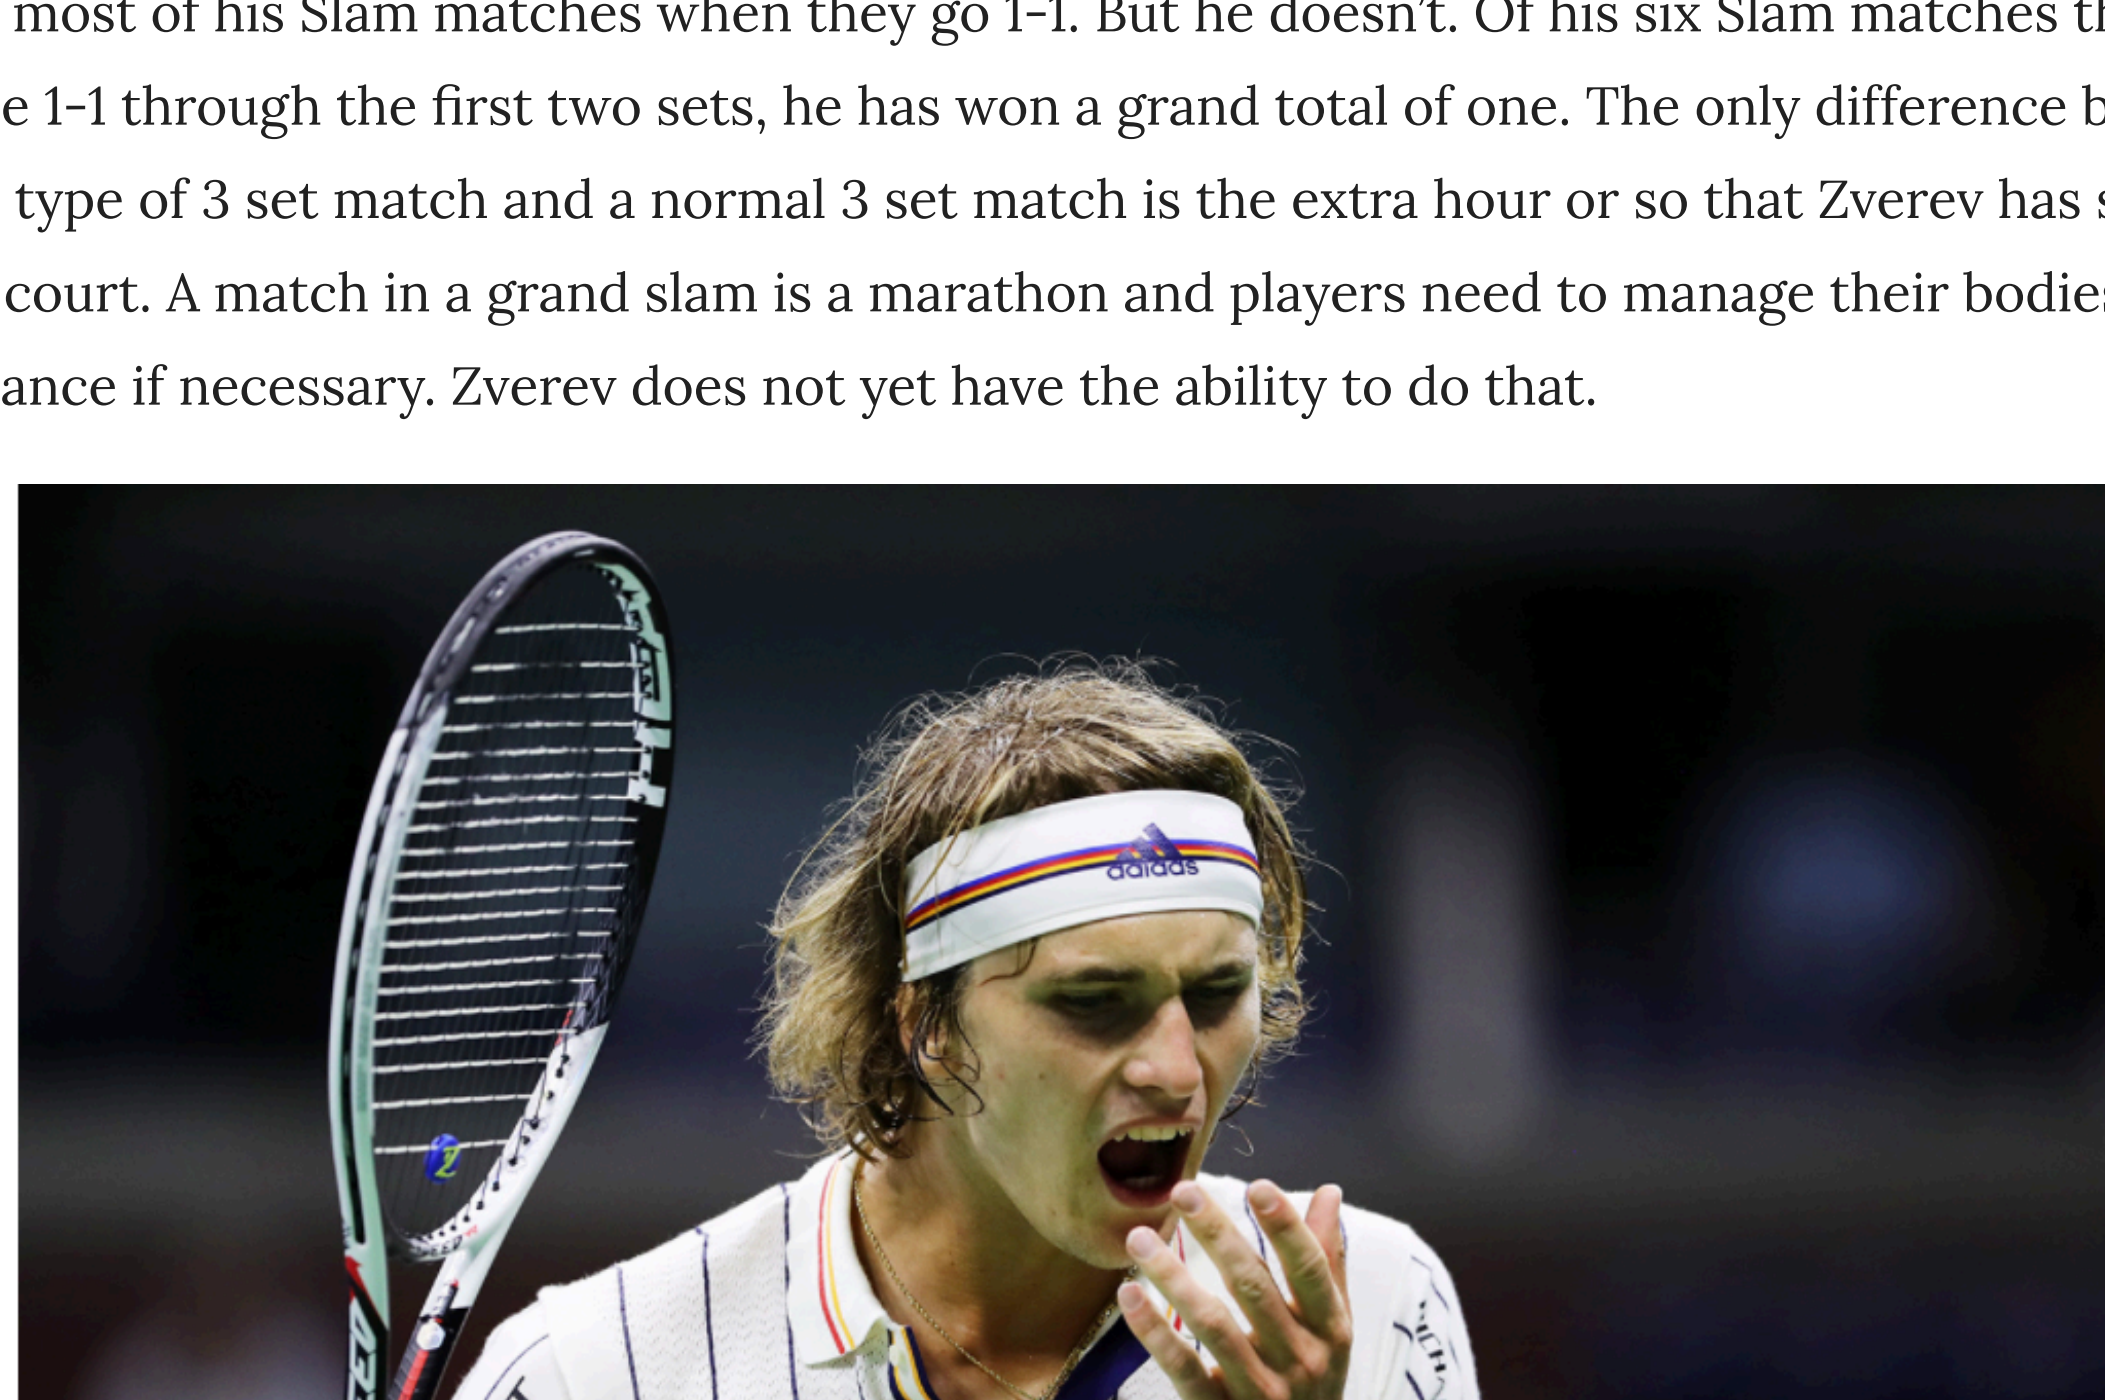 most of his Slam matches when they go 1-1. But he doesn't. Of his six Slam matches th
e 1-1 through the first two sets, he has won a grand total of one. The only difference b
type of 3 set match and a normal 3 set match is the extra hour or so that Zverev has s
court. A match in a grand slam is a marathon and players need to manage their bodies
ance if necessary. Zverev does not yet have the ability to do that.
adidas